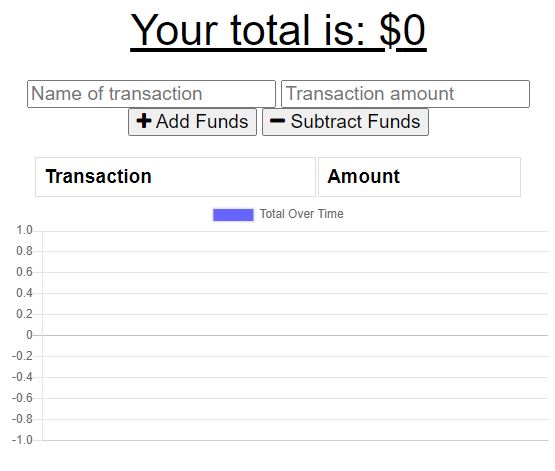 Your total is: $0
Name of transaction Transaction amount
Add Funds Subtract Funds
Transaction Amount
Total Over Time
1.0
0.8
0.6
0.4
0.2
0
-0.2
-0.4
-0.6
-0.8
-1.0